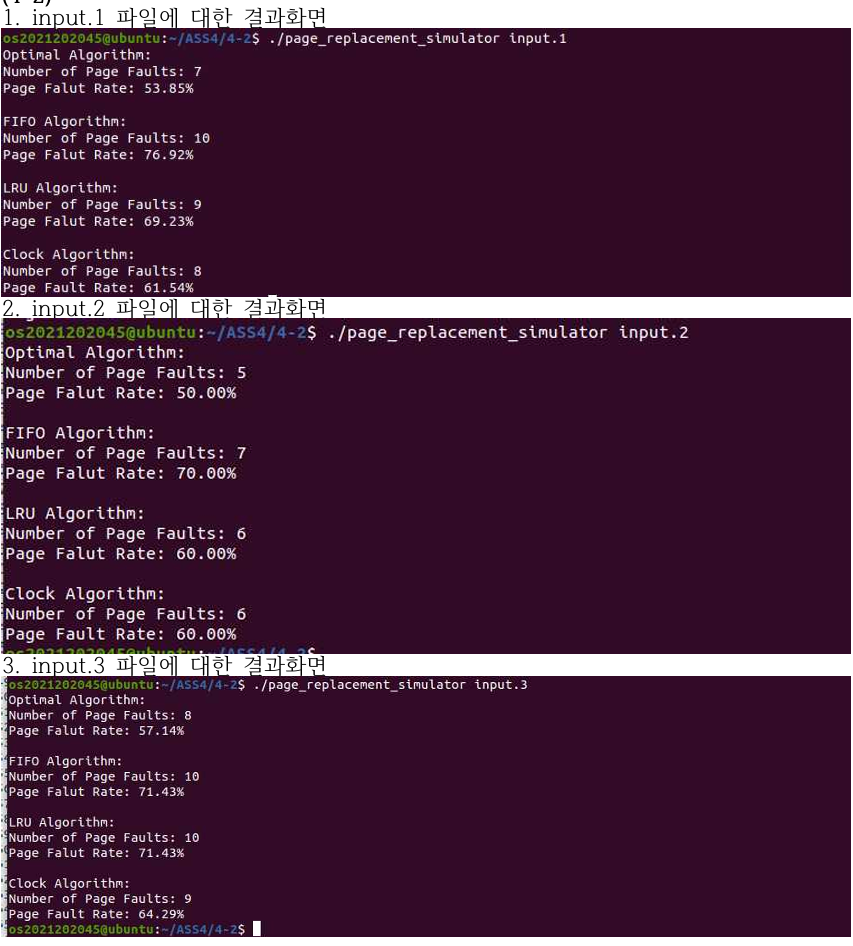 1. input.1 파일에 대한 결과화면
os2021202045@ubuntu:~/ASS4/4-2$ ./page_replacement_simulator input.1
Optimal Algorithm:
Number of Page Faults: 7
Page Falut Rate: 53.85%
FIFO Algorithm:
Number of Page Faults: 10
Page Falut Rate: 76.92%
LRU Algorithm:
Number of Page Faults: 9
Page Falut Rate: 69.23%
Clock Algorithm:
Number of Page Faults: 8
Page Fault Rate: 61.54%
2. input.2 파일에 대한 결과화면
os2021202045@ubuntu:~/ASS4/4-2$ ./page_replacement_simulator input.2
Optimal Algorithm:
Number of Page Faults: 5
Page Falut Rate: 50.00%
FIFO Algorithm:
Number of Page Faults: 7
Page Falut Rate: 70.00%
LRU Algorithm:
Number of Page Faults: 6
Page Falut Rate: 60.00%
Clock Algorithm:
Number of Page Faults: 6
Page Fault Rate: 60.00%
3. input.3 파일에 대한 결과화면
os2021202045@ubuntu:~/ASS4/4-2$ ./page_replacement_simulator input.3
Optimal Algorithm:
Number of Page Faults: 8
Page Falut Rate: 57.14%
FIFO Algorithm:
Number of Page Faults: 10
Page Falut Rate: 71.43%
LRU Algorithm:
Number of Page Faults: 10
Page Falut Rate: 71.43%
Clock Algorithm:
Number of Page Faults: 9
Page Fault Rate: 64.29%
os2021202045@ubuntu:~/ASS4/4-2$